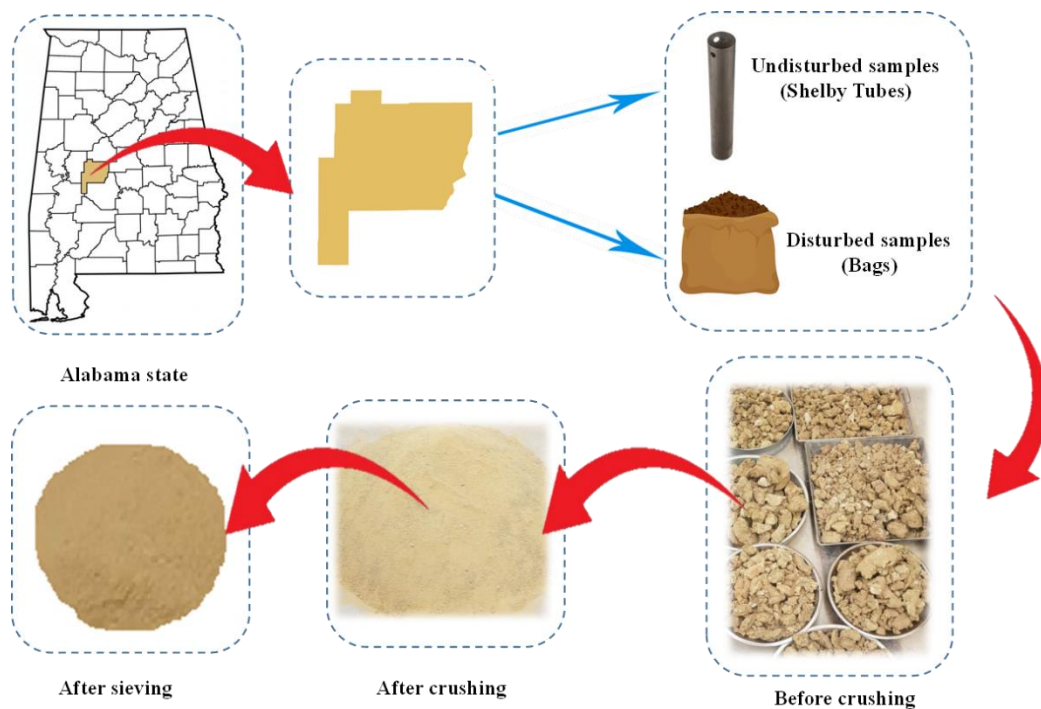 Undisturbed samples
(Shelby Tubes)
Disturbed samples
(Bags)
Alabama state
After sieving
After crushing
Before crushing